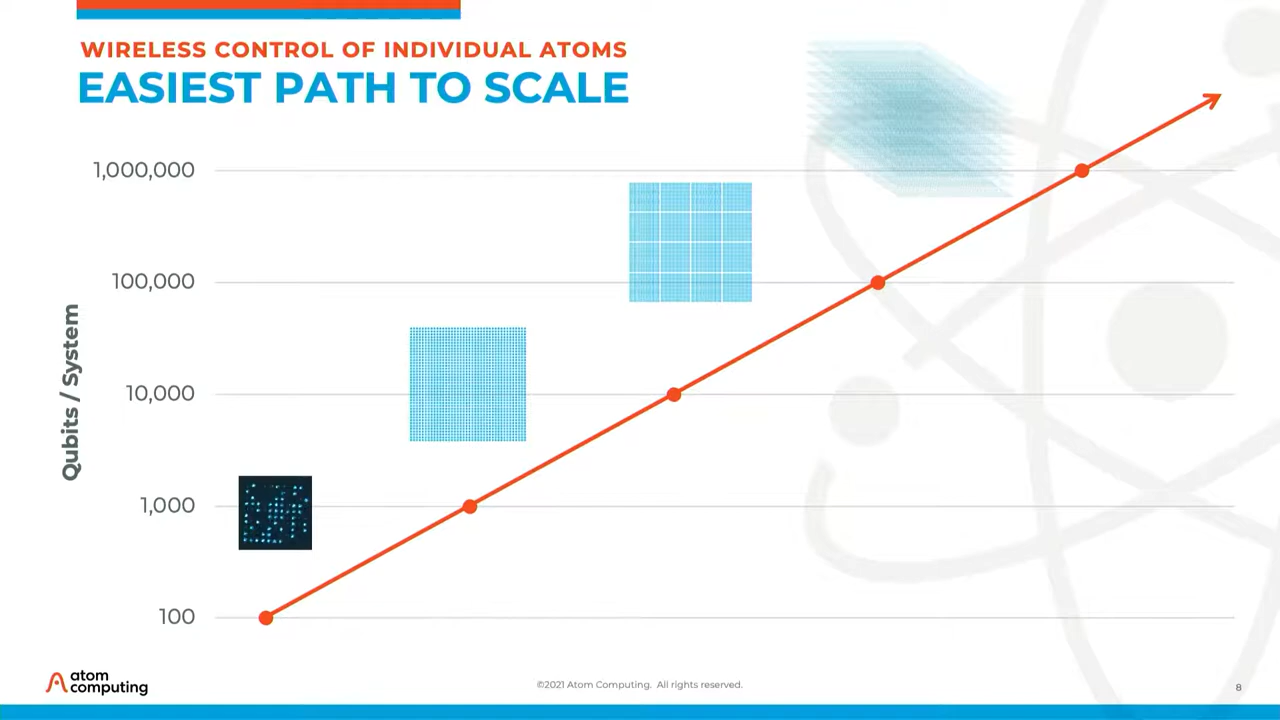 WIRELESS CONTROL OF INDIVIDUAL ATOMS
EASIEST PATH TO SCALE
1,000,000
100,000
10,000
1,000
100
Qubits / System
atom
computing
©2021 Atom Computing. All rights reserved.
8